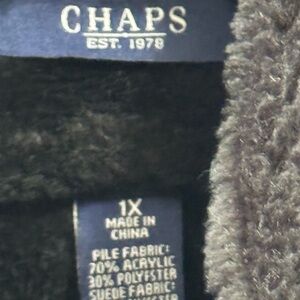 CHAPS
EST. 1978
1X
MADE IN
CHINA
PILE FABRIC:
70% ACRYLIC
30% POLYESTER
SUEDE FABRIC: